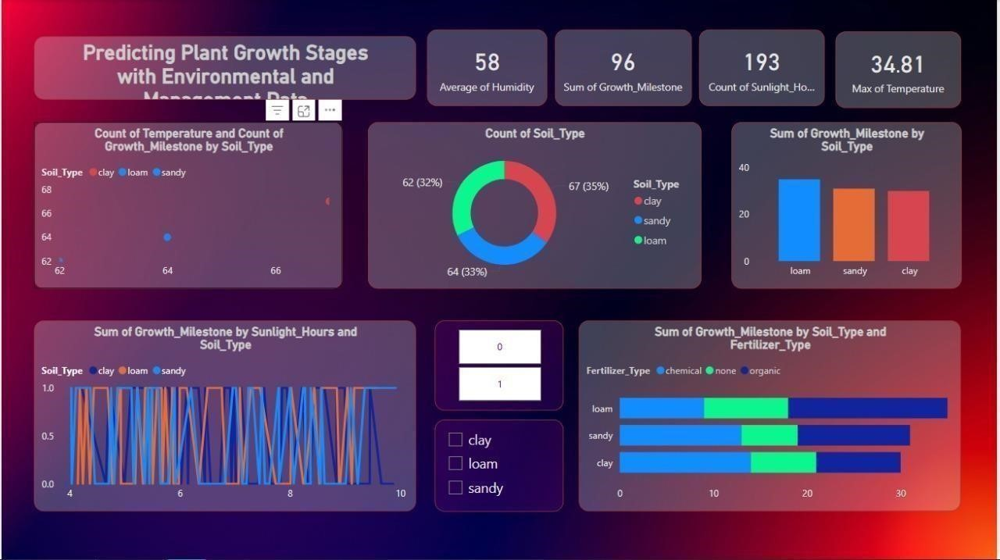 Predicting Plant Growth Stages
with Environmental and
Management Data
58
Average of Humidity
96
Sum of Growth_Milestone
193
Count of Sunlight_Ho...
34.81
Max of Temperature
Count of Temperature and Count of
Growth_Milestone by Soil_Type
Soil_Type clay loam sandy
68
66
64
62
62 64 66
Count of Soil_Type
62 (32%)
67 (35%)
64 (33%)
Soil_Type
clay
sandy
loam
Sum of Growth_Milestone by
Soil_Type
40
20
0
loam sandy clay
Sum of Growth_Milestone by Sunlight_Hours and
Soil_Type
Soil_Type clay loam sandy
1.0
0.5
0.0
4 6 8 10
0
1
clay
loam
sandy
Sum of Growth_Milestone by Soil_Type and
Fertilizer_Type
Fertilizer_Type chemical none organic
loam
sandy
clay
0 10 20 30